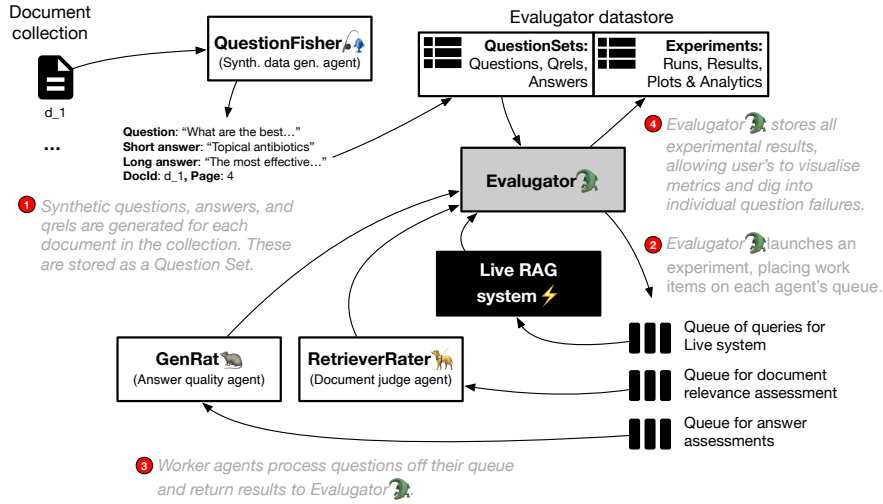 Document
collection
d_1
...
QuestionFisher
(Synth. data gen. agent)
Evalugator datastore
QuestionSets:
Questions, Qrels,
Answers
Experiments:
Runs, Results,
Plots & Analytics
Question: “What are the best...”
Short answer: “Topical antibiotics”
Long answer: “The most effective...”
DocId: d_1, Page: 4
1 Synthetic questions, answers, and
qrels are generated for each
document in the collection. These
are stored as a Question Set.
Evalugator
4 Evalugator stores all
experimental results,
allowing user's to visualise
metrics and dig into
individual question failures.
2 Evalugator launches an
experiment, placing work
items on each agent's queue.
Live RAG
system
GenRat
(Answer quality agent)
RetrieverRater
(Document judge agent)
Queue of queries for
Live system
Queue for document
relevance assessment
Queue for answer
assessments
3 Worker agents process questions off their queue
and return results to Evalugator.